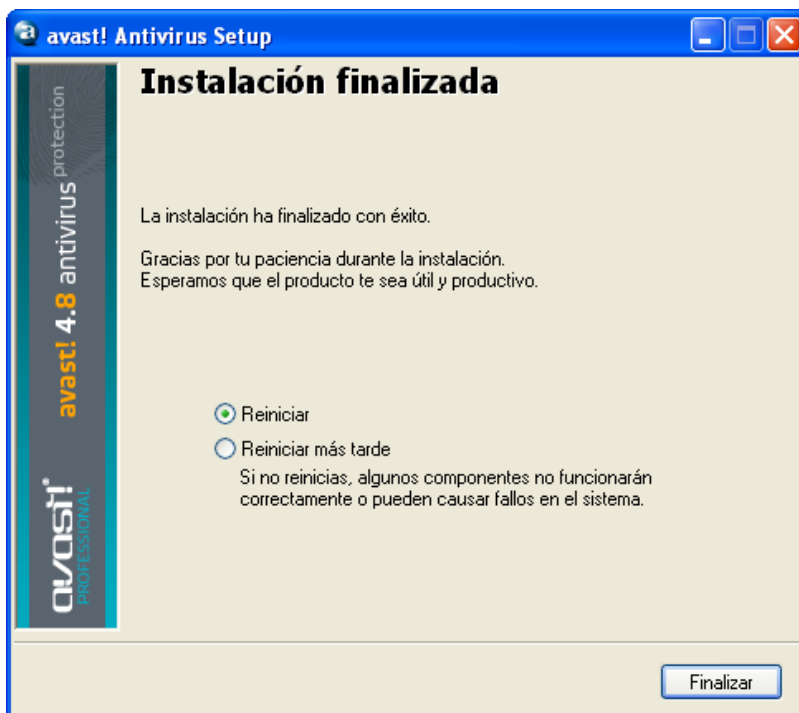 avast! Antivirus Setup
Instalación finalizada
La instalación ha finalizado con éxito.
Gracias por tu paciencia durante la instalación.
Esperamos que el producto te sea útil y productivo.
Reiniciar
Reiniciar más tarde
Si no reinicias, algunos componentes no funcionarán
correctamente o pueden causar fallos en el sistema.
Finalizar
avast! 4.8 antivirus protection
avast!
PROFESSIONAL